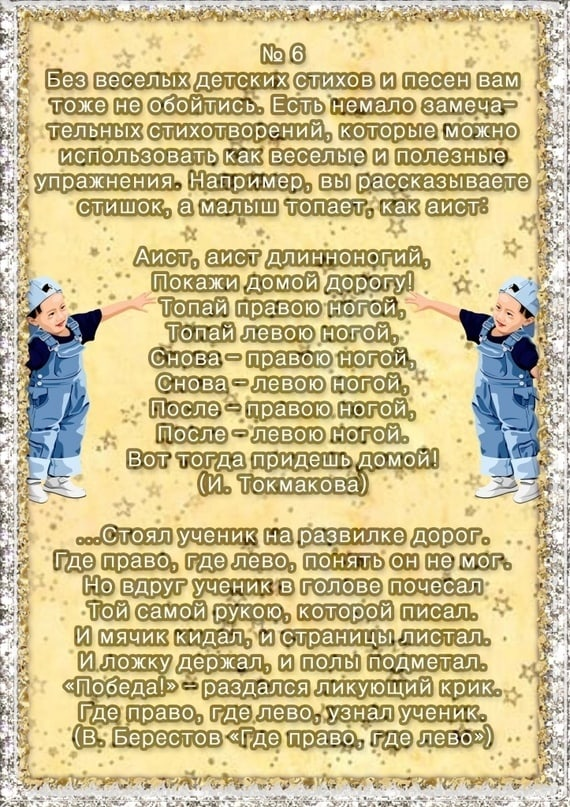 № 6
Без веселых детских стихов и песен вам
тоже не обойтись. Есть немало замеча-
тельных стихотворений, которые можно
использовать как веселые и полезные
упражнения. Например, вы рассказываете
стишок, а малыш топает, как аист:
Аист, аист длинноногий,
Покажи домой дорогу!
Топай правою ногой,
Топай левою ногой,
Снова – правою ногой,
Снова – левою ногой,
После – правою ногой,
После – левою ногой.
Вот тогда придешь домой!
(И. Токмакова)
...Стоял ученик на развилке дорог.
Где право, где лево, понять он не мог.
Но вдруг ученик в голове почесал
Той самой рукою, которой писал.
И мячик кидал, и страницы листал.
И ложку держал, и полы подметал.
«Победа!» – раздался ликующий крик.
Где право, где лево, узнал ученик.
(В. Берестов «Где право, где лево»)